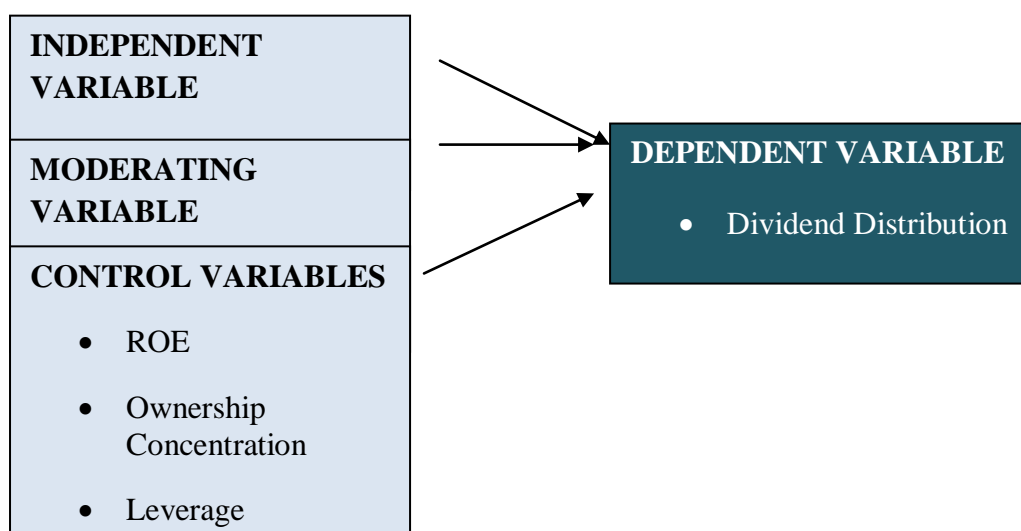 INDEPENDENT
VARIABLE
MODERATING
VARIABLE
CONTROL VARIABLES
• ROE
• Ownership
Concentration
• Leverage
DEPENDENT VARIABLE
• Dividend Distribution